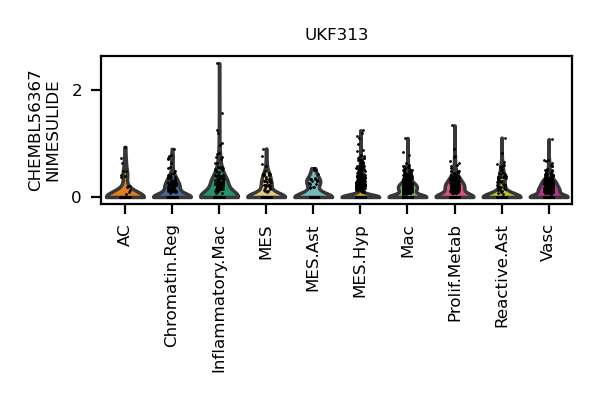 UKF313
CHEMBL56367
NIMESULIDE
2
0
AC
Chromatin.Reg
Inflammatory.Mac
MES
MES.Ast
MES.Hyp
Mac
Prolif.Metab
Reactive.Ast
Vasc